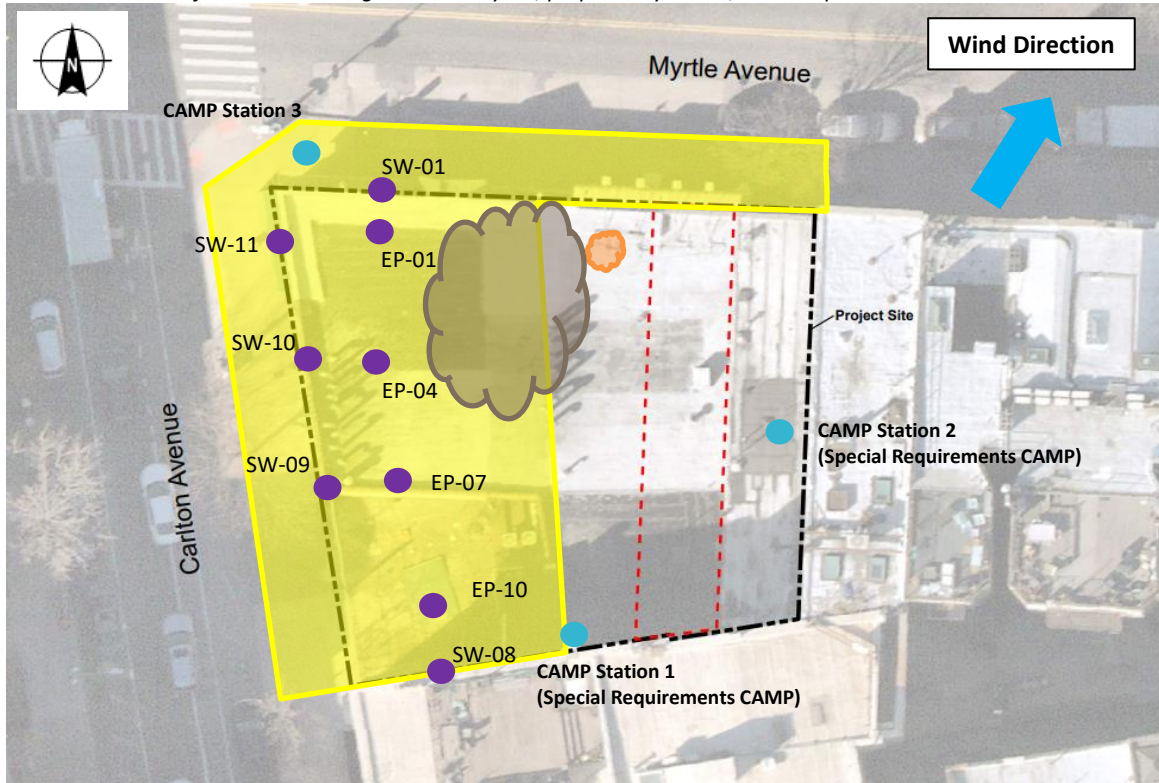 N
Wind Direction
Myrtle Avenue
CAMP Station 3
SW-01
SW-11
EP-01
Project Site
SW-10
EP-04
Carlton Avenue
CAMP Station 2
(Special Requirements CAMP)
SW-09
EP-07
EP-10
SW-08
CAMP Station 1
(Special Requirements CAMP)